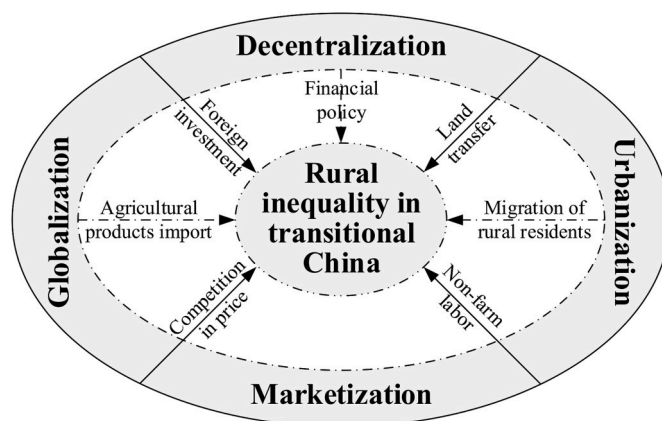 Decentralization
Financial
policy
Foreign
investment
Land
transfer
Globalization
Agricultural
products import
Rural
inequality in
transitional
China
Migration of
rural residents
Urbanization
Competition
in price
Non-farm
labor
Marketization